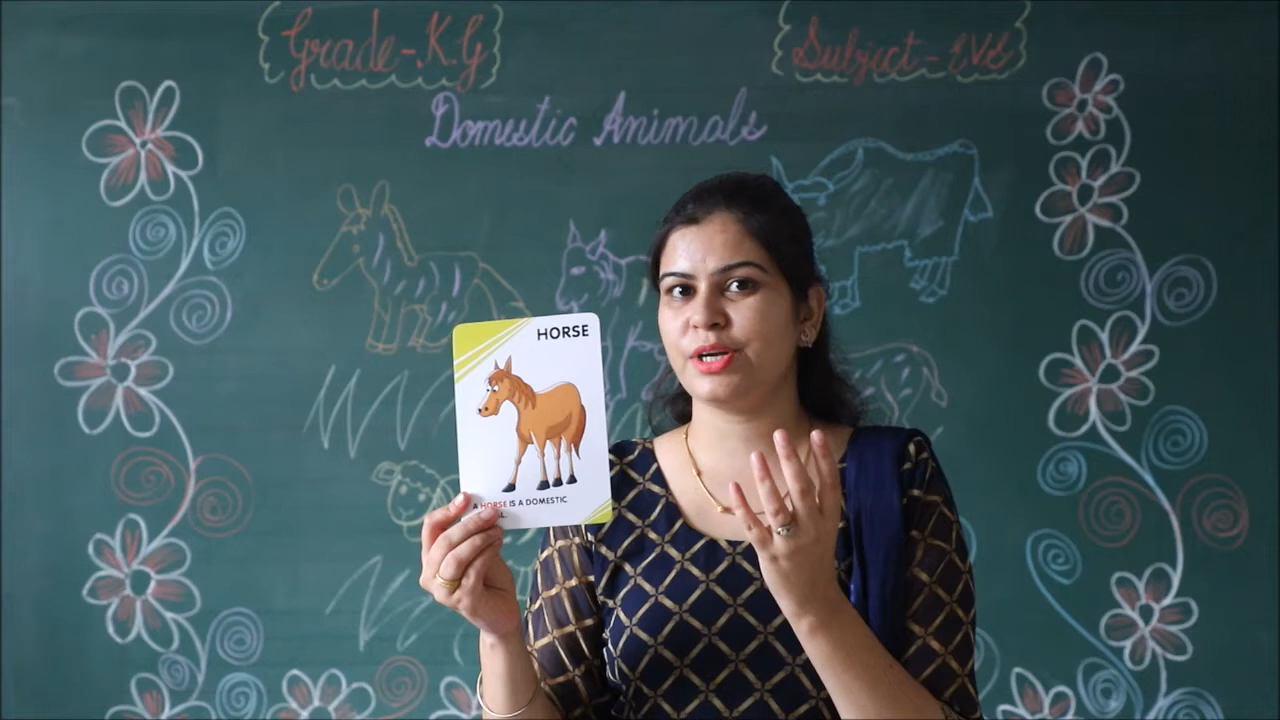 Grade-K.G
Subject-EVS
Domestic Animals
HORSE
A HORSE IS A DOMESTIC